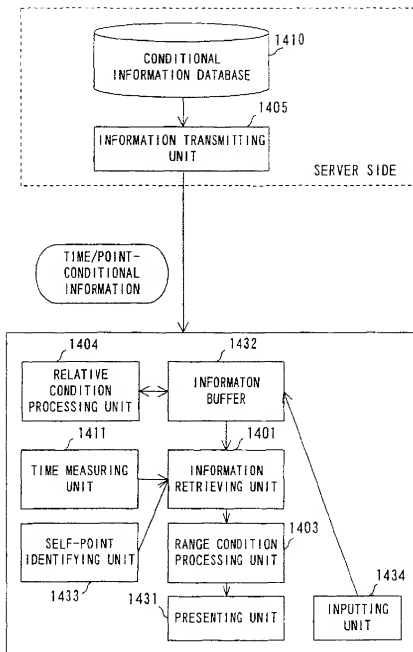 1410
CONDITIONAL
INFORMATION DATABASE
1405
INFORMATION TRANSMITTING
UNIT
SERVER SIDE
TIME/POINT-
CONDITIONAL
INFORMATION
1404
1432
RELATIVE
CONDITION
PROCESSING UNIT
INFORMATON
BUFFER
1411
1401
TIME MEASURING
UNIT
INFORMATION
RETRIEVING UNIT
1403
SELF-POINT
IDENTIFYING UNIT
RANGE CONDITION
PROCESSING UNIT
1433
1431
1434
PRESENTING UNIT
INPUTTING
UNIT